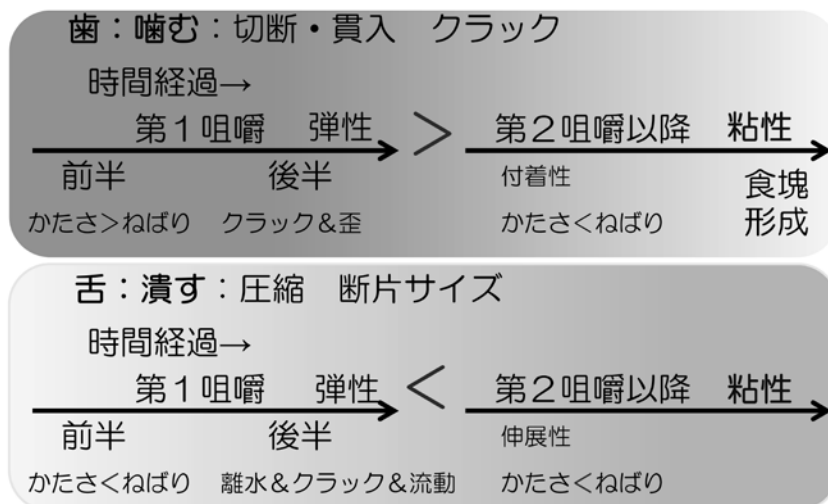 歯：噛む：切断・貫入　クラック
時間経過→
第１咀嚼　弾性　＞　第２咀嚼以降　粘性
前半　後半　付着性　食塊形成
かたさ＞ねばり　クラック＆歪　かたさ＜ねばり
舌：潰す：圧縮　断片サイズ
時間経過→
第１咀嚼　弾性　＜　第２咀嚼以降　粘性
前半　後半　伸展性
かたさ＜ねばり　離水＆クラック＆流動　かたさ＜ねばり